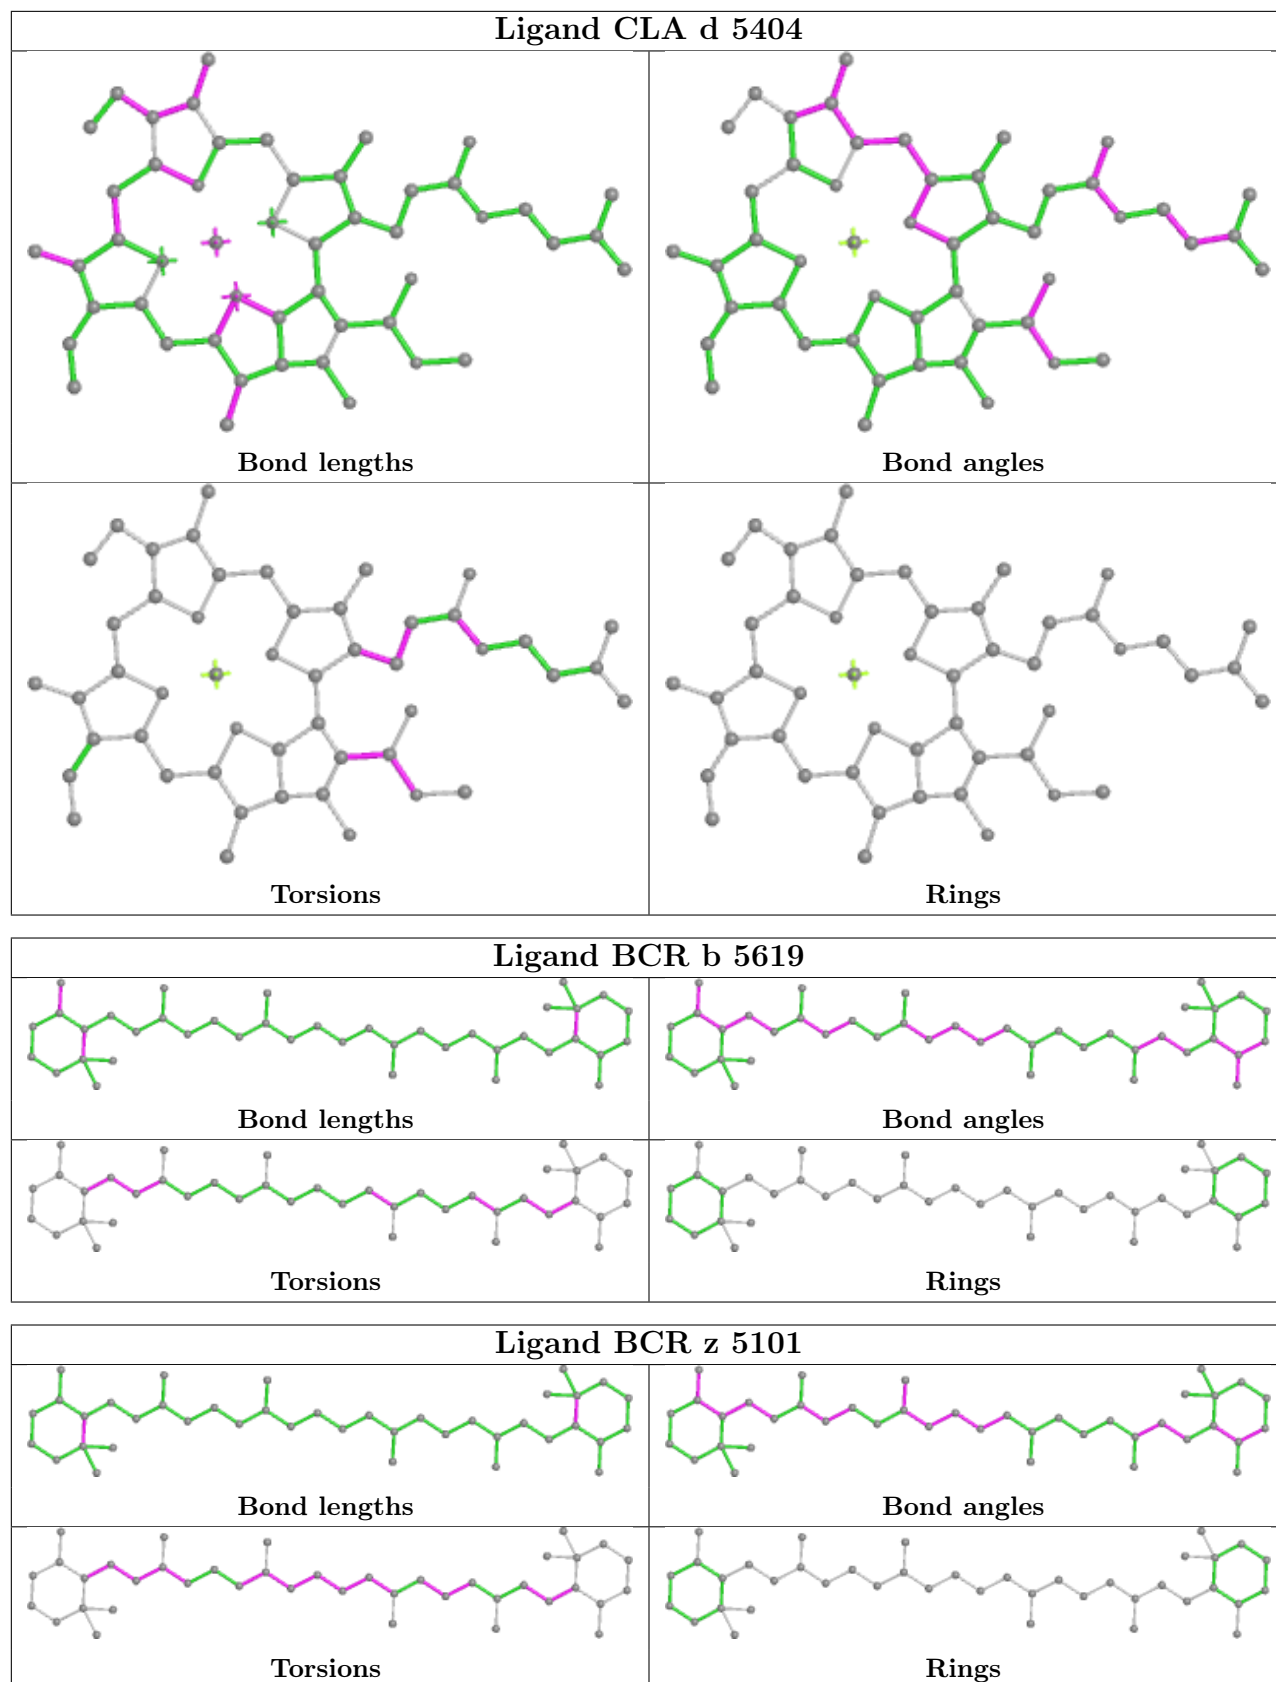 Ligand CLA d 5404
Bond lengths
Bond angles
Torsions
Rings
Ligand BCR b 5619
Bond lengths
Bond angles
Torsions
Rings
Ligand BCR z 5101
Bond lengths
Bond angles
Torsions
Rings